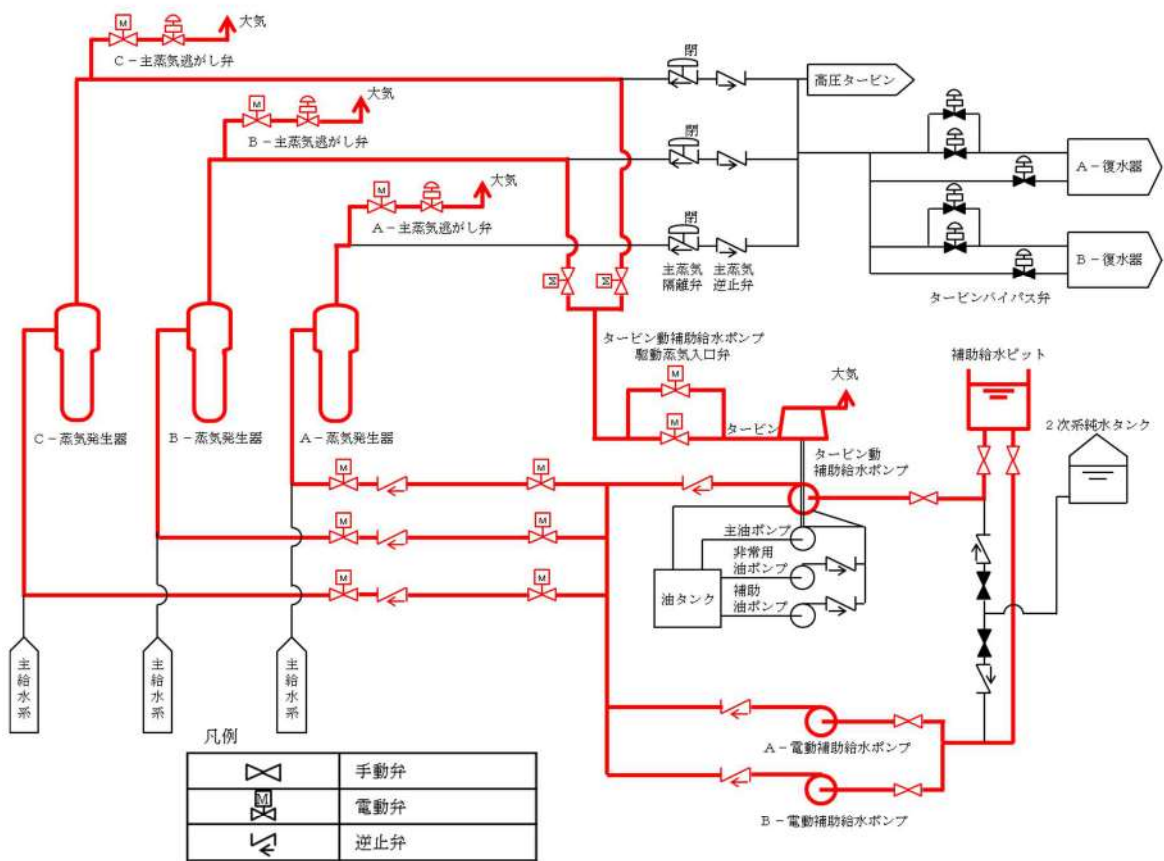 大気
M
C－主蒸気逃がし弁
閉
高圧タービン
大気
M
B－主蒸気逃がし弁
閉
A－復水器
大気
M
A－主蒸気逃がし弁
閉
主蒸気
隔離弁
主蒸気
逆止弁
B－復水器
タービンバイパス弁
M
M
タービン動補助給水ポンプ
駆動蒸気入口弁
M
M
大気
タービン
補助給水ピット
2次系純水タンク
C－蒸気発生器
B－蒸気発生器
A－蒸気発生器
タービン動
補助給水ポンプ
M
M
M
M
M
M
主油ポンプ
非常用
油ポンプ
補助
油ポンプ
油タンク
主給水系
主給水系
主給水系
A－電動補助給水ポンプ
B－電動補助給水ポンプ
凡例
手動弁
M
電動弁
逆止弁